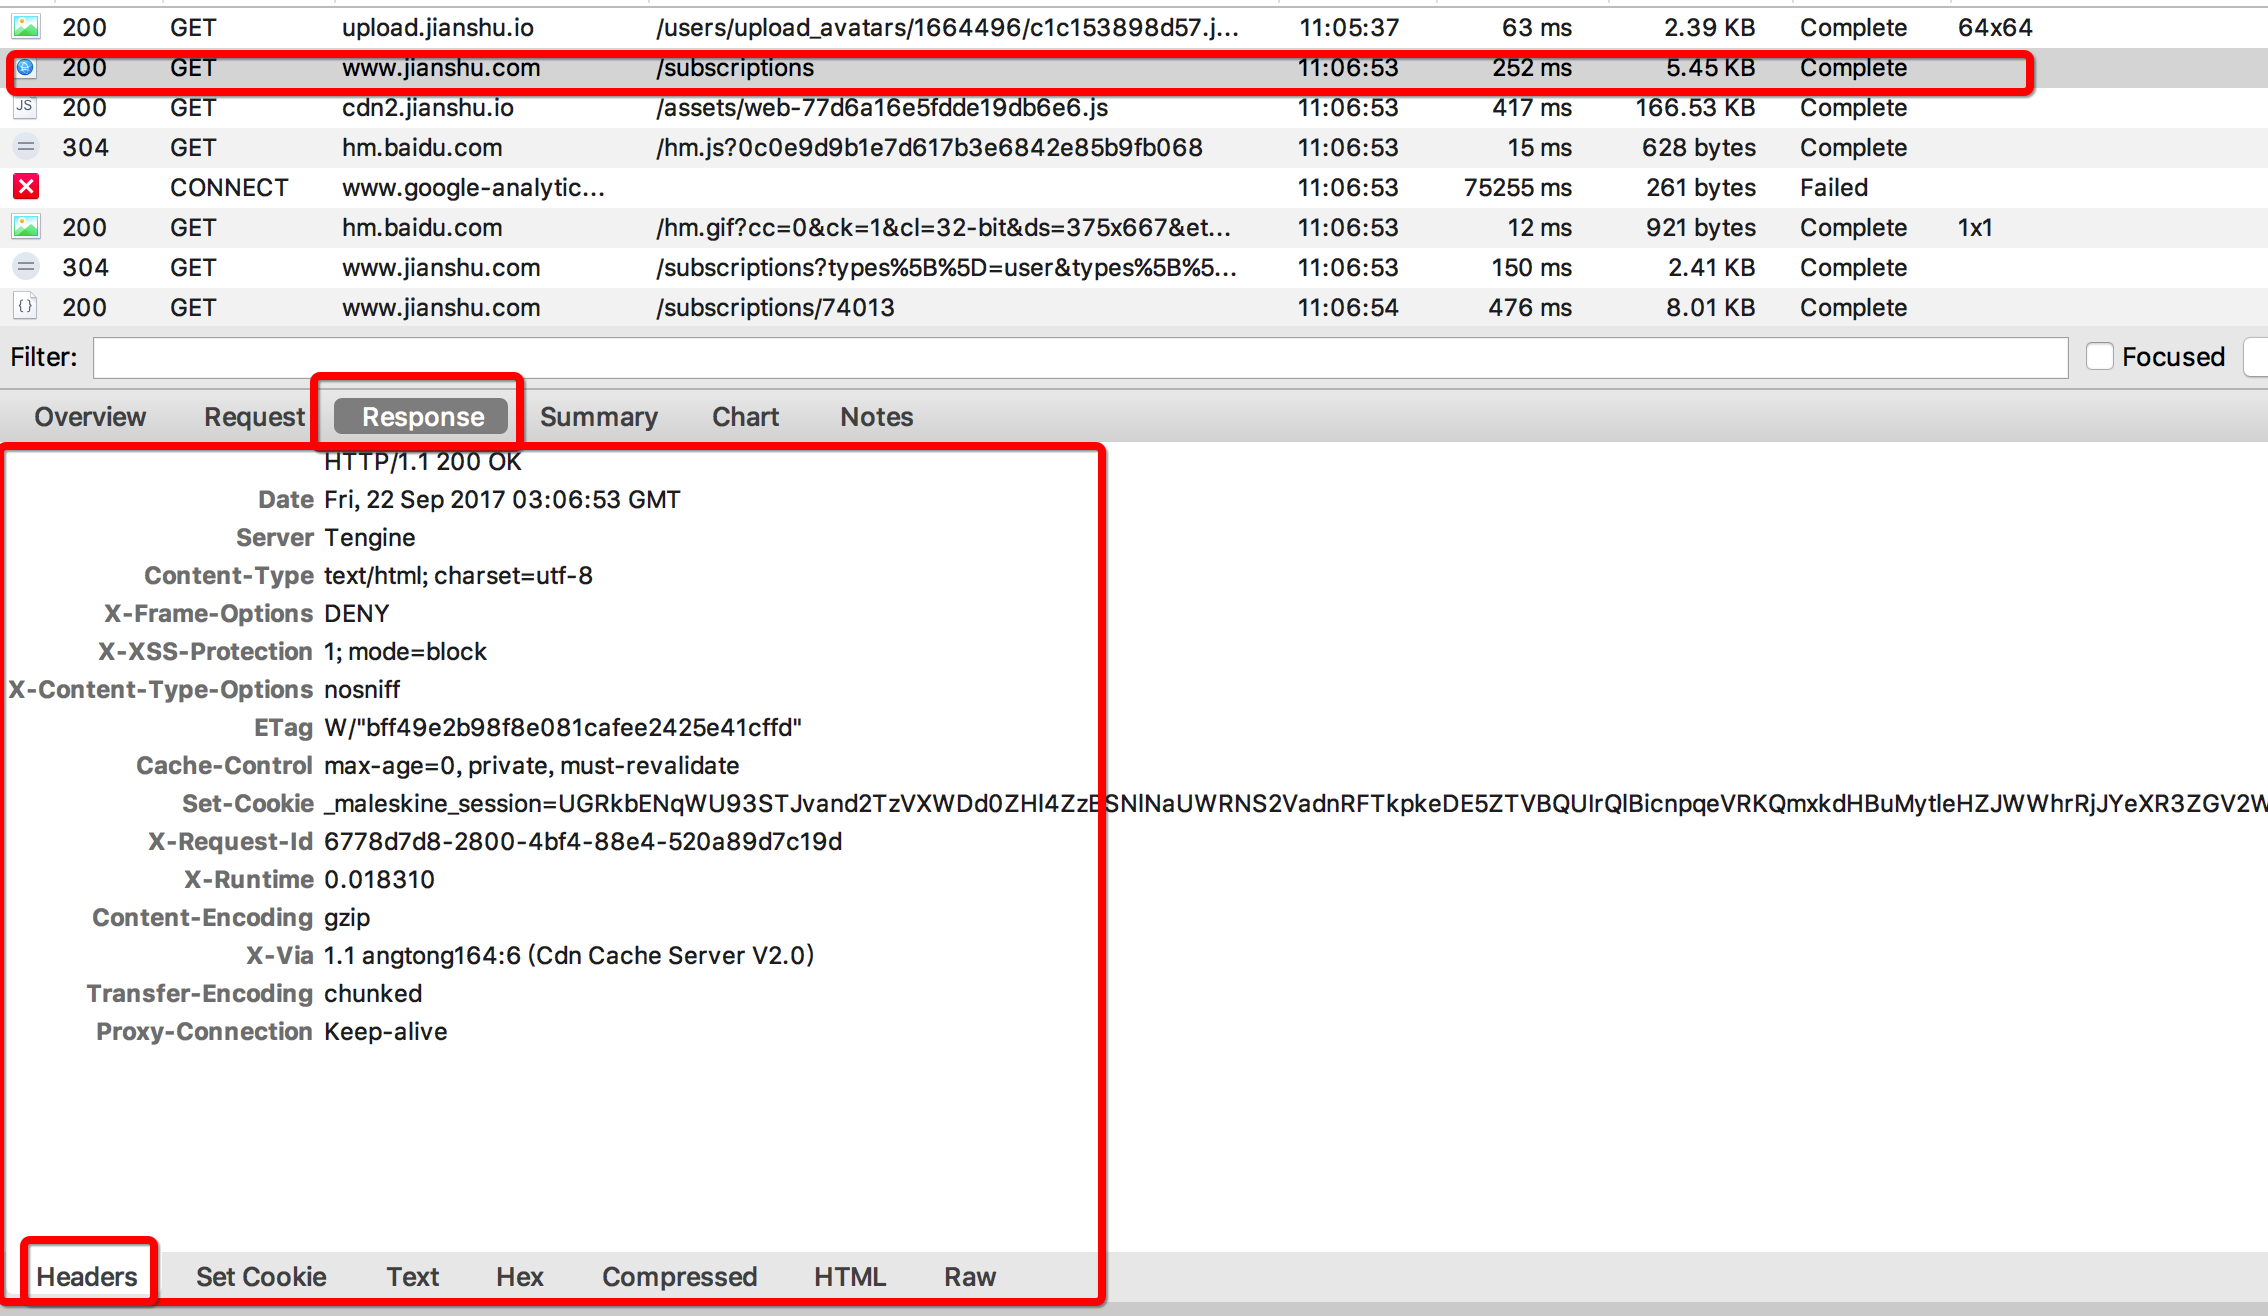 200 GET upload.jianshu.io /users/upload_avatars/1664496/c1c153898d57.j... 11:05:37 63 ms 2.39 KB Complete 64x64
200 GET www.jianshu.com /subscriptions 11:06:53 252 ms 5.45 KB Complete
JS 200 GET cdn2.jianshu.io /assets/web-77d6a16e5fdde19db6e6.js 11:06:53 417 ms 166.53 KB Complete
304 GET hm.baidu.com /hm.js?0c0e9d9b1e7d617b3e6842e85b9fb068 11:06:53 15 ms 628 bytes Complete
CONNECT www.google-analytic... 11:06:53 75255 ms 261 bytes Failed
200 GET hm.baidu.com /hm.gif?cc=0&ck=1&cl=32-bit&ds=375x667&et... 11:06:53 12 ms 921 bytes Complete 1x1
304 GET www.jianshu.com /subscriptions?types%5B%5D=user&types%5B%5... 11:06:53 150 ms 2.41 KB Complete
{} 200 GET www.jianshu.com /subscriptions/74013 11:06:54 476 ms 8.01 KB Complete
Filter: Focused
Overview Request Response Summary Chart Notes
HTTP/1.1 200 OK
Date Fri, 22 Sep 2017 03:06:53 GMT
Server Tengine
Content-Type text/html; charset=utf-8
X-Frame-Options DENY
X-XSS-Protection 1; mode=block
X-Content-Type-Options nosniff
ETag W/"bff49e2b98f8e081cafee2425e41cffd"
Cache-Control max-age=0, private, must-revalidate
Set-Cookie
X-Request-Id 6778d7d8-2800-4bf4-88e4-520a89d7c19d
X-Runtime 0.018310
Content-Encoding gzip
X-Via 1.1 angtong164:6 (Cdn Cache Server V2.0)
Transfer-Encoding chunked
Proxy-Connection Keep-alive
Headers Set Cookie Text Hex Compressed HTML Raw